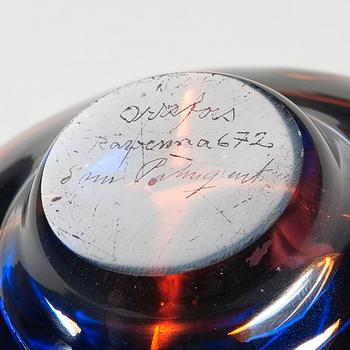 Orrefors
Ravenna 672
Sven Palmqvist